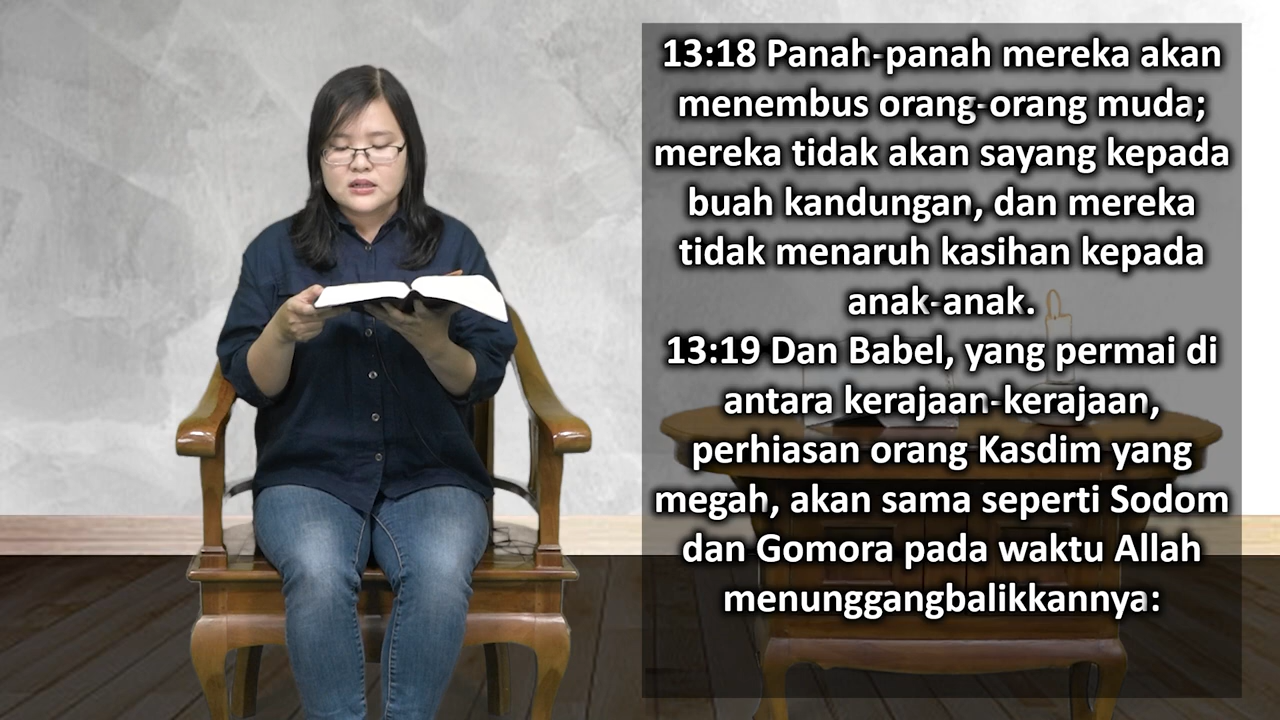 13:18 Panah-panah mereka akan
menembus orang-orang muda;
mereka tidak akan sayang kepada
buah kandungan, dan mereka
tidak menaruh kasihan kepada
anak-anak.
13:19 Dan Babel, yang permai di
antara kerajaan-kerajaan,
perhiasan orang Kasdim yang
megah, akan sama seperti Sodom
dan Gomora pada waktu Allah
menunggangbalikkannya: